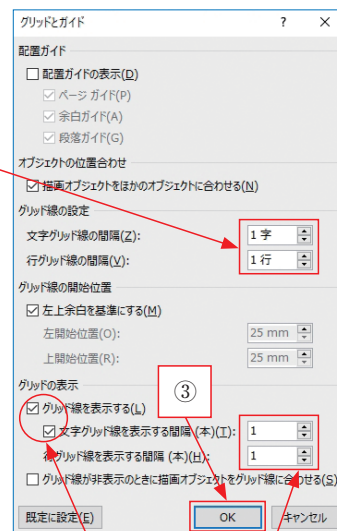 グリッドとガイド ? ×
配置ガイド
配置ガイドの表示(D)
ページ ガイド(P)
余白ガイド(A)
段落ガイド(G)
オブジェクトの位置合わせ
描画オブジェクトをほかのオブジェクトに合わせる(N)
グリッド線の設定
文字グリッド線の間隔(Z): 1 字
行グリッド線の間隔(V): 1 行
グリッド線の開始位置
左上余白を基準にする(M)
左開始位置(O): 25 mm
上開始位置(R): 25 mm
グリッドの表示
③
グリッド線を表示する(L)
文字グリッド線を表示する間隔 (本)(T): 1
行グリッド線を表示する間隔 (本)(H): 1
グリッド線が非表示のときに描画オブジェクトをグリッド線に合わせる(S)
既定に設定(E) OK キャンセル